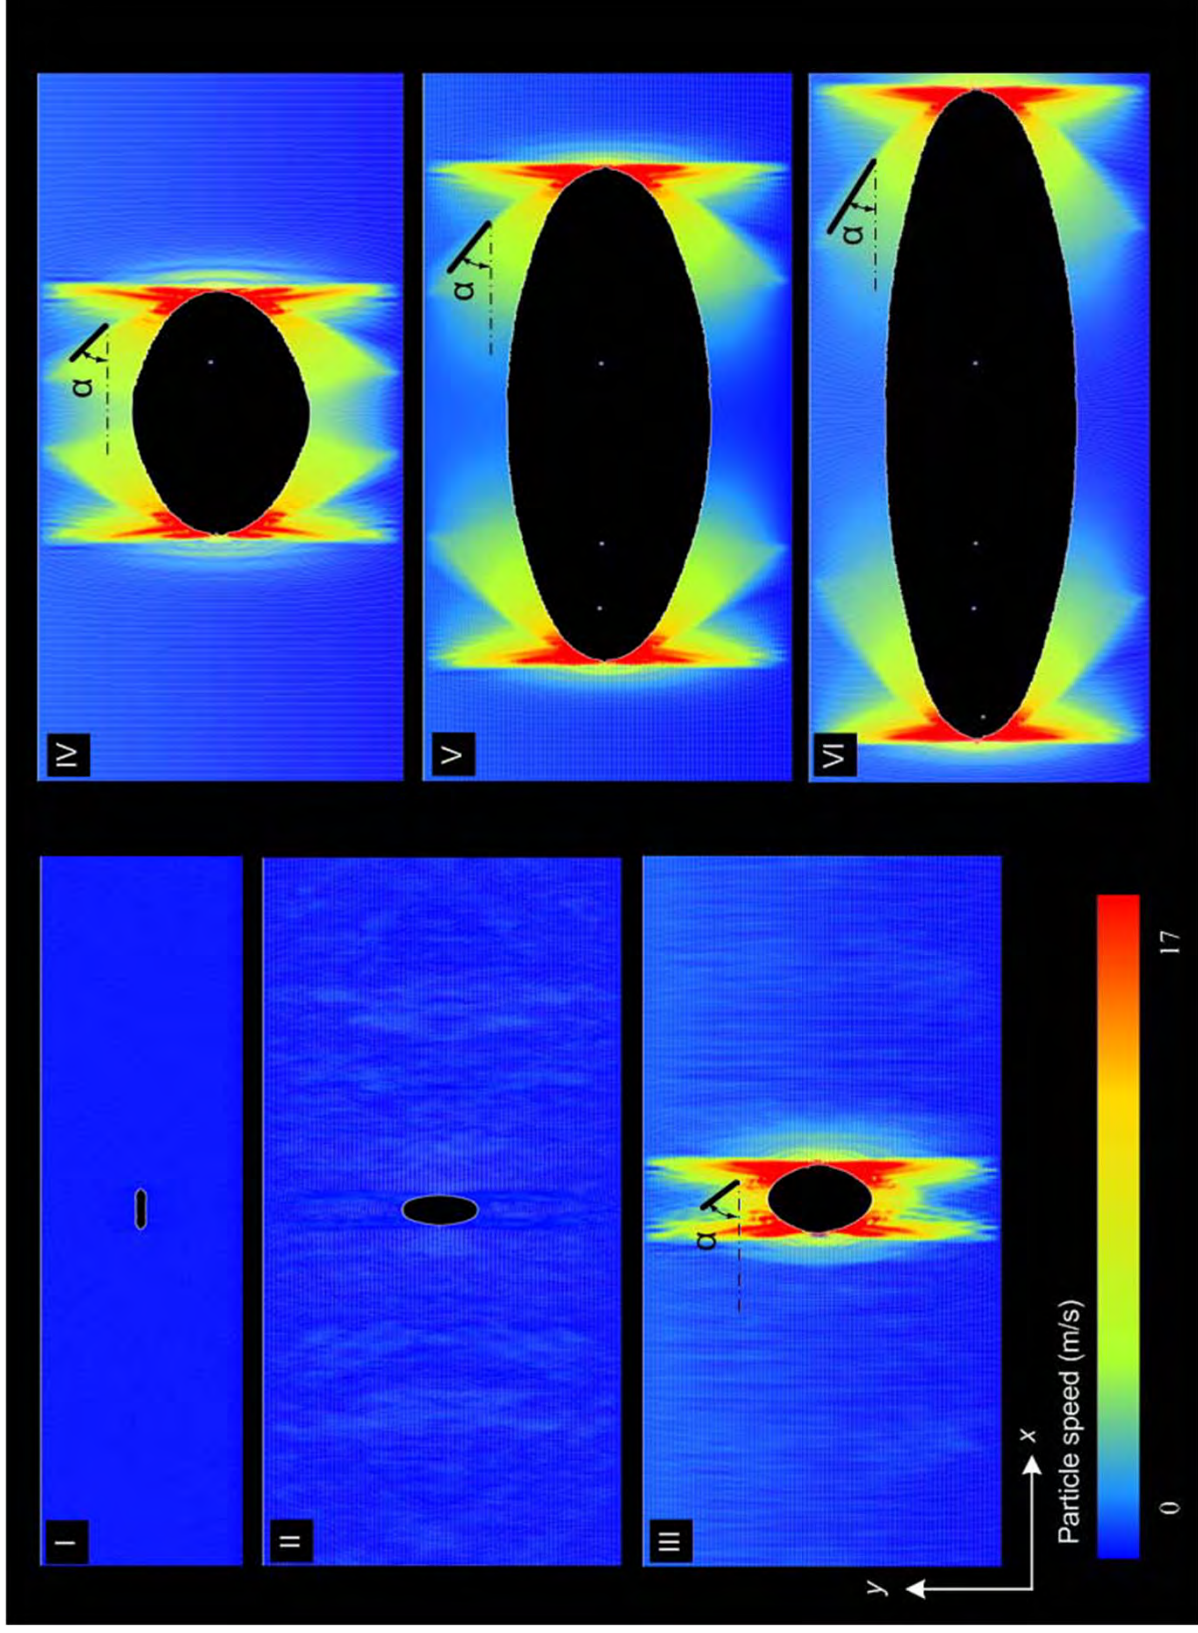 I
II
III
α
IV
α
V
α
VI
α
y
x
Particle speed (m/s)
0
17